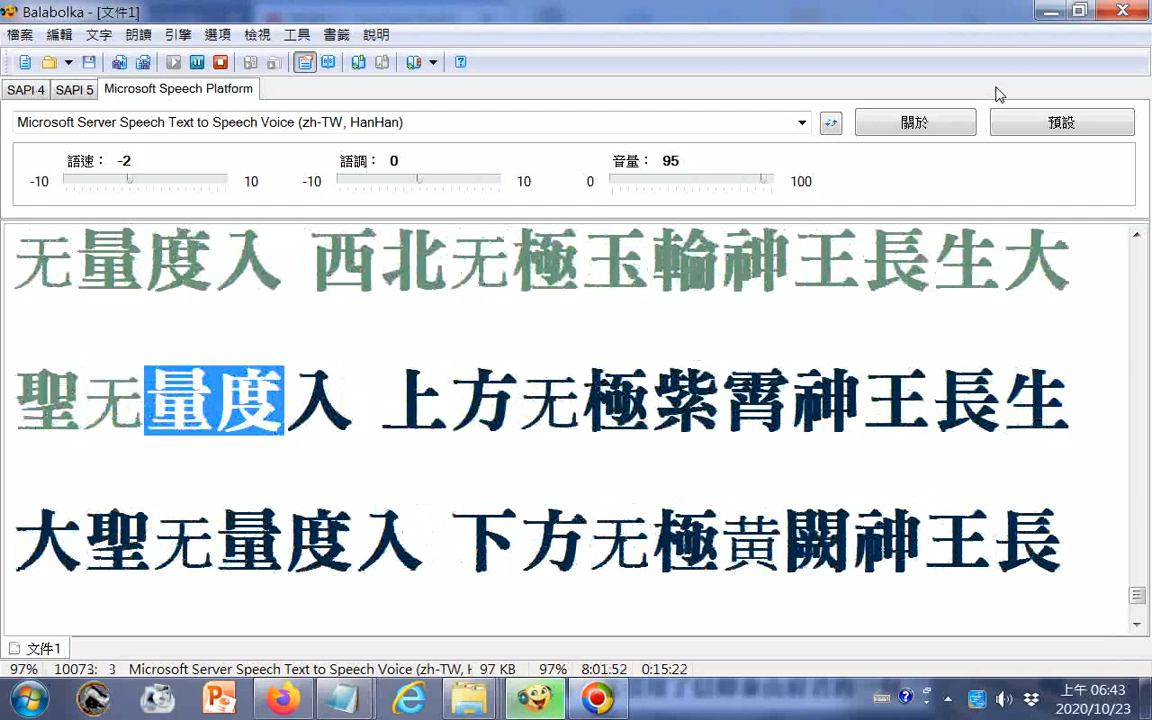 Balabolka - [文件1]
檔案 編輯 文字 朗讀 引擎 選項 檢視 工具 書籤 說明
SAPI 4 SAPI 5 Microsoft Speech Platform
Microsoft Server Speech Text to Speech Voice (zh-TW, HanHan) 關於 預設
語速： -2 語調： 0 音量： 95
-10 10 -10 10 0 100
无量度入 西北无極玉輪神王長生大
聖无量度入 上方无極紫霄神王長生
大聖无量度入 下方无極黄闕神王長
文件1
97% 10073: 3 Microsoft Server Speech Text to Speech Voice (zh-TW, H 97 KB 97% 8:01:52 0:15:22
上午 06:43
2020/10/23